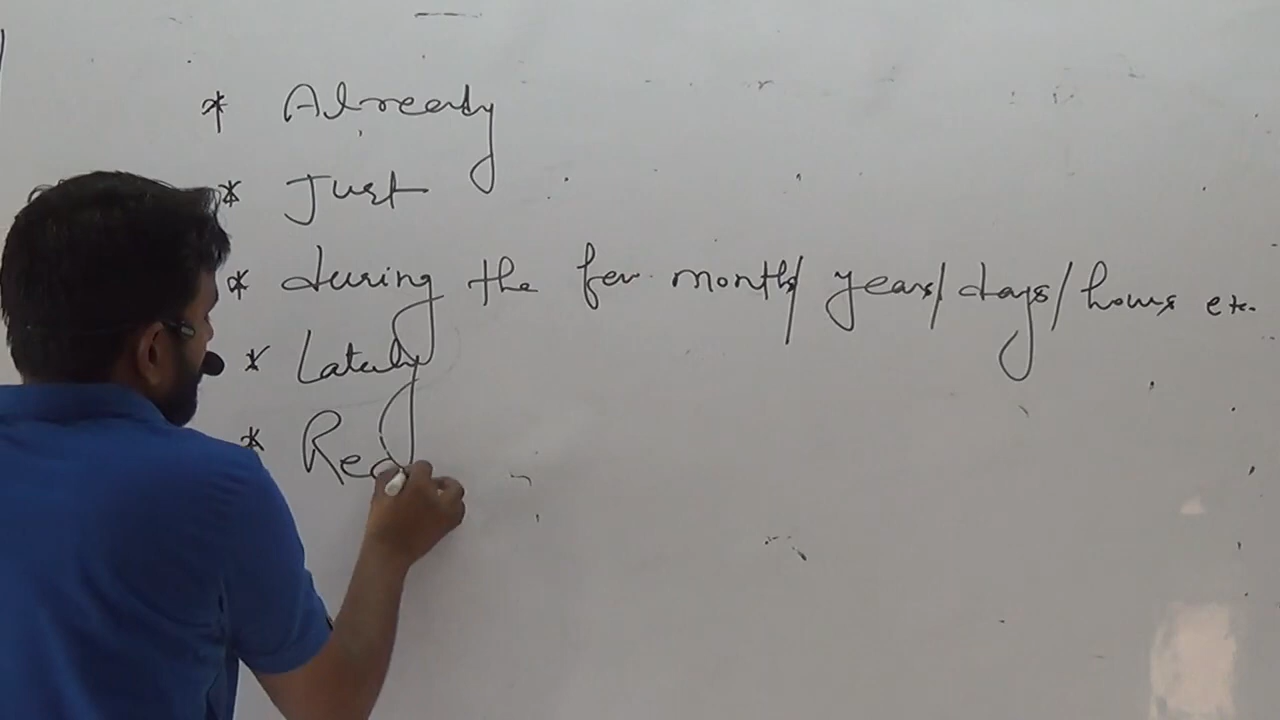 * Already
* Just
* during the few months/ years/ days/ hours etc.
* Lately
* Rec